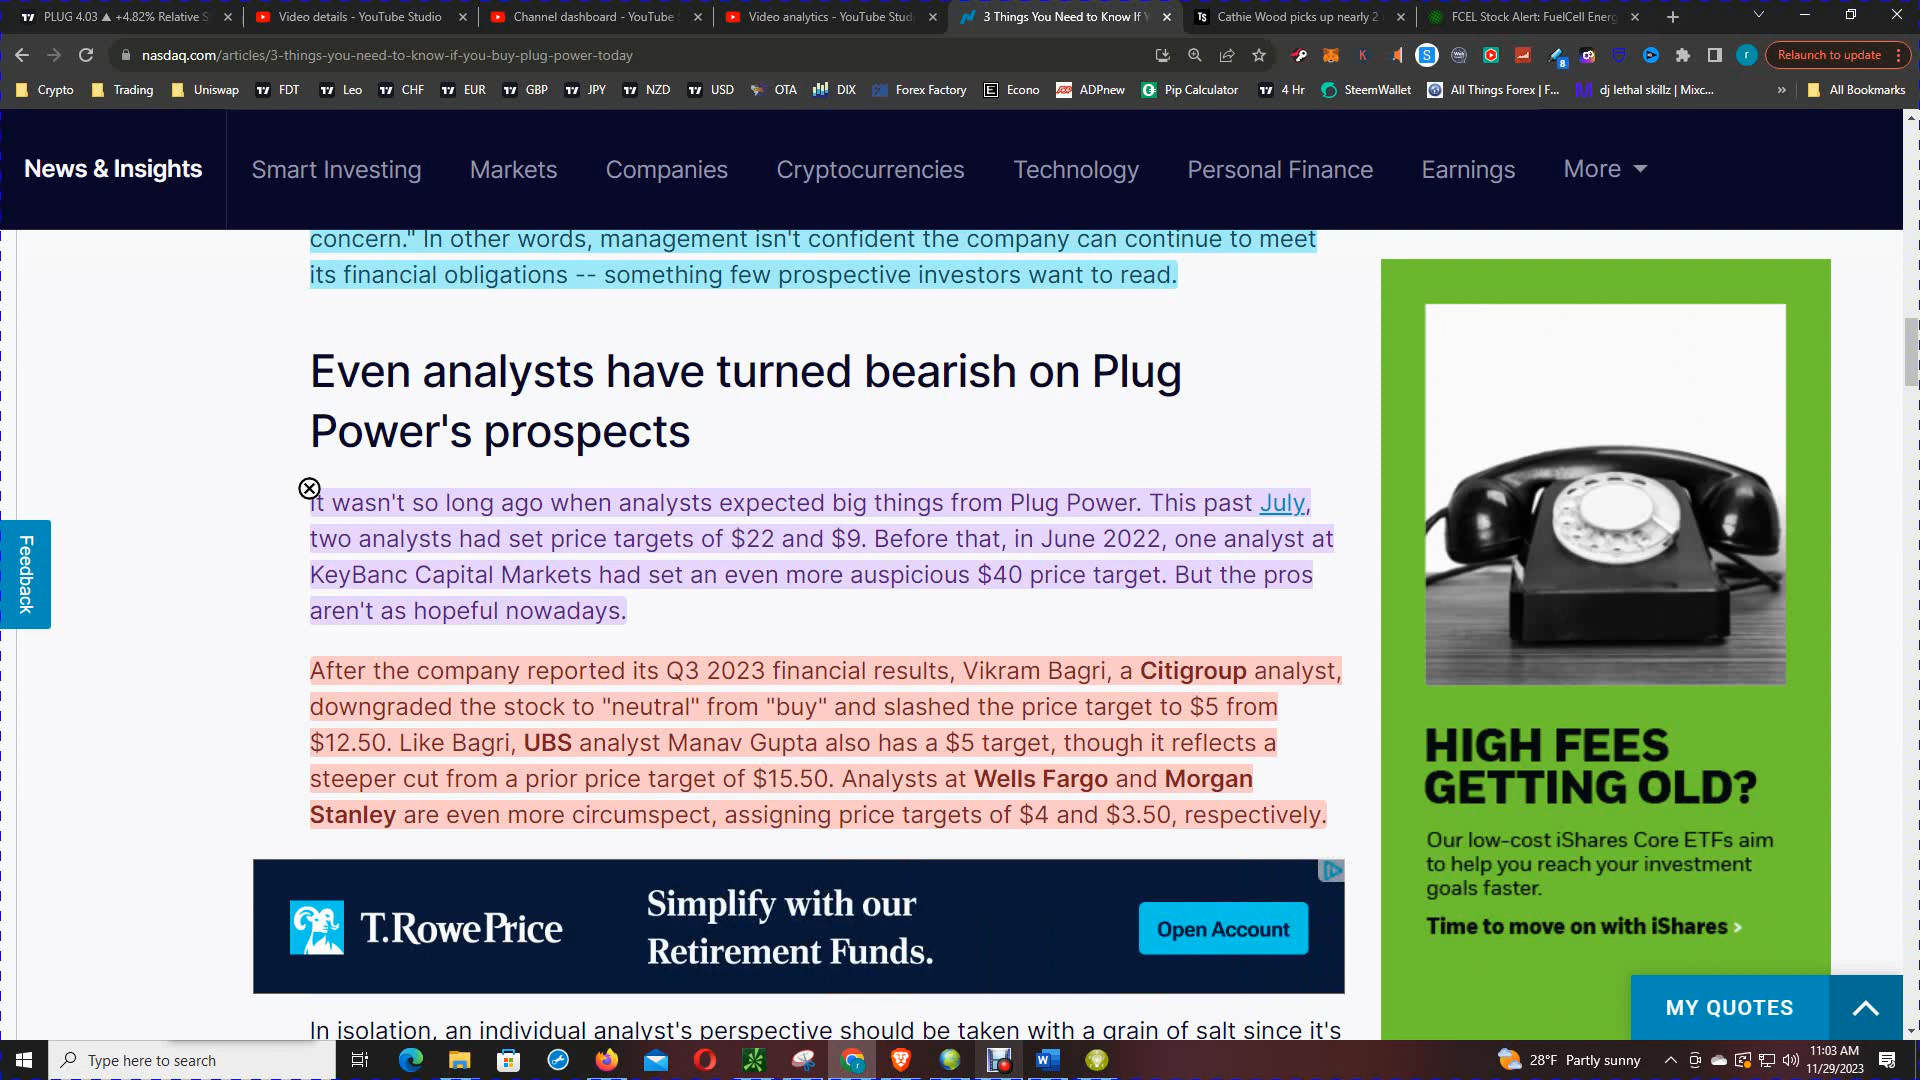 PLUG 4.03 ▲ +4.82% Relative S
Video details - YouTube Studio
Channel dashboard - YouTube S
Video analytics - YouTube Studi
3 Things You Need to Know If Y
Cathie Wood picks up nearly 2
FCEL Stock Alert: FuelCell Energ
nasdaq.com/articles/3-things-you-need-to-know-if-you-buy-plug-power-today
Relaunch to update
Crypto
Trading
Uniswap
FDT
Leo
CHF
EUR
GBP
JPY
NZD
USD
OTA
DIX
Forex Factory
Econo
ADPnew
Pip Calculator
4 Hr
SteemWallet
All Things Forex | F...
dj lethal skillz | Mixc...
All Bookmarks
News & Insights
Smart Investing
Markets
Companies
Cryptocurrencies
Technology
Personal Finance
Earnings
More
concern." In other words, management isn't confident the company can continue to meet
its financial obligations -- something few prospective investors want to read.
Even analysts have turned bearish on Plug
Power's prospects
It wasn't so long ago when analysts expected big things from Plug Power. This past July,
two analysts had set price targets of $22 and $9. Before that, in June 2022, one analyst at
KeyBanc Capital Markets had set an even more auspicious $40 price target. But the pros
aren't as hopeful nowadays.
After the company reported its Q3 2023 financial results, Vikram Bagri, a Citigroup analyst,
downgraded the stock to "neutral" from "buy" and slashed the price target to $5 from
$12.50. Like Bagri, UBS analyst Manav Gupta also has a $5 target, though it reflects a
steeper cut from a prior price target of $15.50. Analysts at Wells Fargo and Morgan
Stanley are even more circumspect, assigning price targets of $4 and $3.50, respectively.
T.RowePrice
Simplify with our
Retirement Funds.
Open Account
In isolation, an individual analyst's perspective should be taken with a grain of salt since it's
Feedback
HIGH FEES
GETTING OLD?
Our low-cost iShares Core ETFs aim
to help you reach your investment
goals faster.
Time to move on with iShares >
MY QUOTES
Type here to search
28°F Partly sunny
11:03 AM
11/29/2023